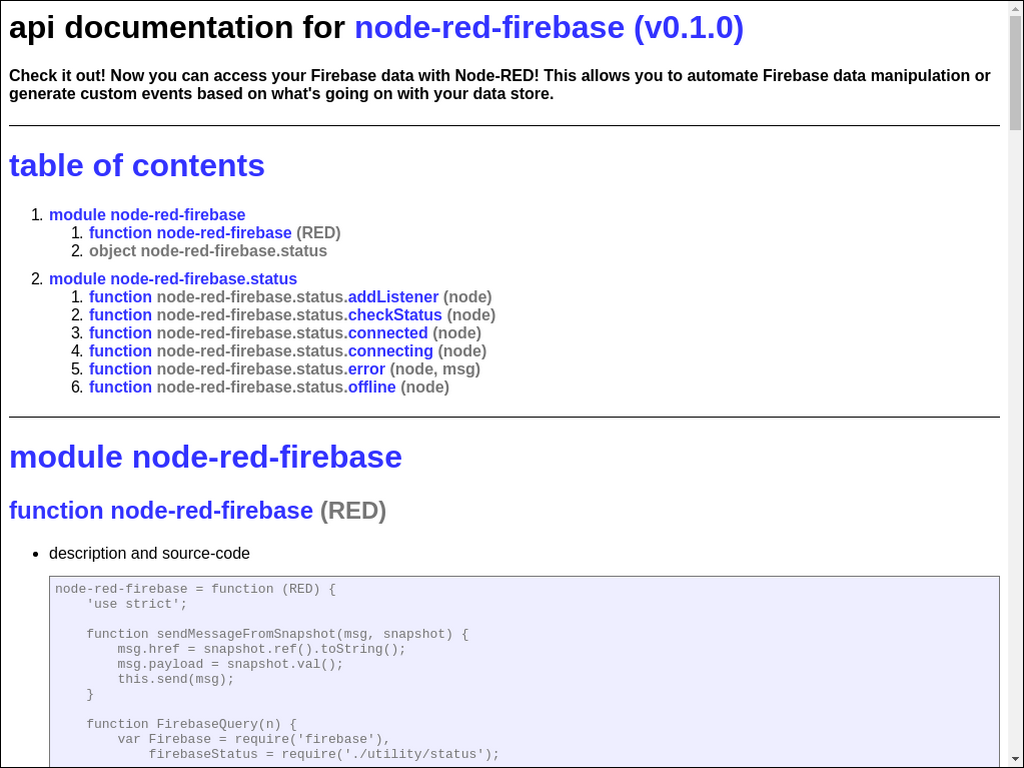 api documentation for node-red-firebase (v0.1.0)
Check it out! Now you can access your Firebase data with Node-RED! This allows you to automate Firebase data manipulation or
generate custom events based on what's going on with your data store.
table of contents
1. module node-red-firebase
1. function node-red-firebase (RED)
2. object node-red-firebase.status
2. module node-red-firebase.status
1. function node-red-firebase.status.addListener (node)
2. function node-red-firebase.status.checkStatus (node)
3. function node-red-firebase.status.connected (node)
4. function node-red-firebase.status.connecting (node)
5. function node-red-firebase.status.error (node, msg)
6. function node-red-firebase.status.offline (node)
module node-red-firebase
function node-red-firebase (RED)
• description and source-code
node-red-firebase = function (RED) {
    'use strict';
    function sendMessageFromSnapshot(msg, snapshot) {
        msg.href = snapshot.ref().toString();
        msg.payload = snapshot.val();
        this.send(msg);
    }
    function FirebaseQuery(n) {
        var Firebase = require('firebase'),
            firebaseStatus = require('./utility/status');